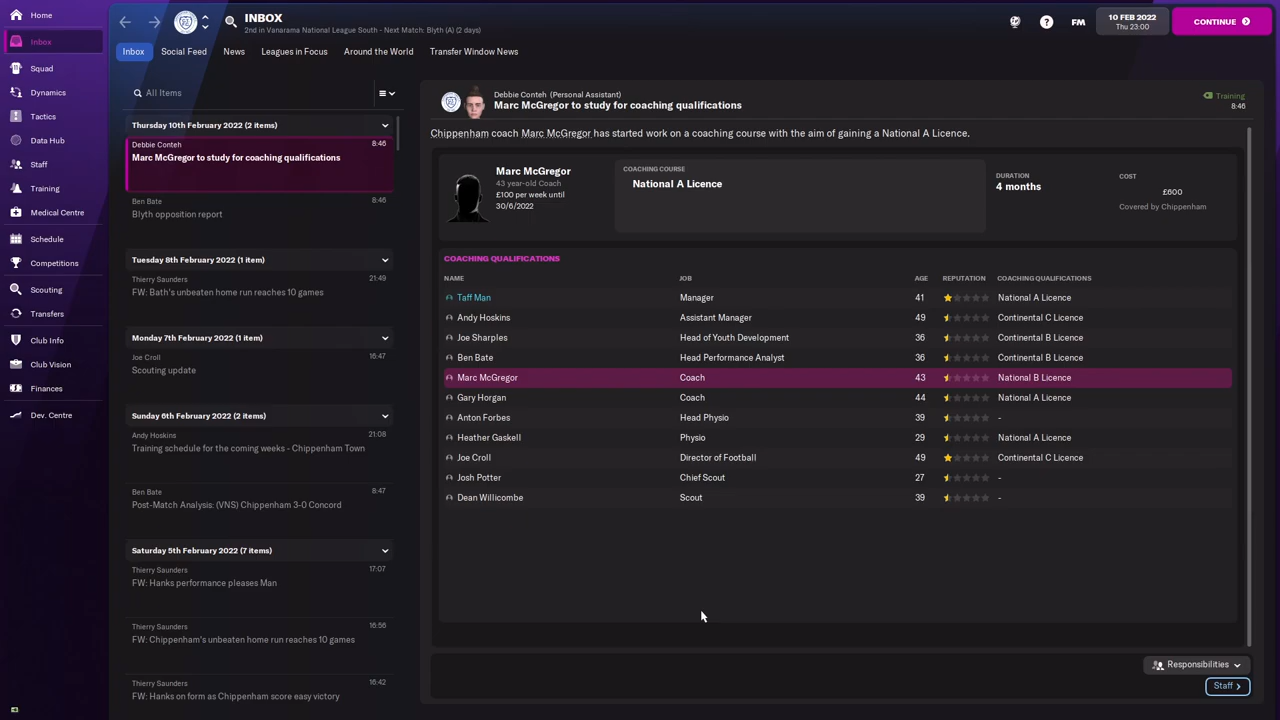 Home
Inbox
Squad
Dynamics
Tactics
Data Hub
Staff
Training
Medical Centre
Schedule
Competitions
Scouting
Transfers
Club Info
Club Vision
Finances
Dev. Centre
INBOX
2nd in Vanarama National League South - Next Match: Blyth (A) (2 days)
FM
10 FEB 2022
Thu 23:00
CONTINUE
Inbox Social Feed News Leagues in Focus Around the World Transfer Window News
All Items
Thursday 10th February 2022 (2 items)
Debbie Conteh 8:46
Marc McGregor to study for coaching qualifications
Ben Bate 8:46
Blyth opposition report
Tuesday 8th February 2022 (1 item)
Thierry Saunders 21:49
FW: Bath's unbeaten home run reaches 10 games
Monday 7th February 2022 (1 item)
Joe Croll 16:47
Scouting update
Sunday 6th February 2022 (2 items)
Andy Hoskins 21:08
Training schedule for the coming weeks - Chippenham Town
Ben Bate 8:47
Post-Match Analysis: (VNS) Chippenham 3-0 Concord
Saturday 5th February 2022 (7 items)
Thierry Saunders 17:07
FW: Hanks performance pleases Man
Thierry Saunders 16:56
FW: Chippenham's unbeaten home run reaches 10 games
Thierry Saunders 16:42
FW: Hanks on form as Chippenham score easy victory
Debbie Conteh (Personal Assistant)
Marc McGregor to study for coaching qualifications
Training
8:46
Chippenham coach Marc McGregor has started work on a coaching course with the aim of gaining a National A Licence.
Marc McGregor
43 year-old Coach
£100 per week until
30/6/2022
COACHING COURSE
National A Licence
DURATION
4 months
COST
£600
Covered by Chippenham
COACHING QUALIFICATIONS
NAME JOB AGE REPUTATION COACHING QUALIFICATIONS
Taff Man Manager 41 National A Licence
Andy Hoskins Assistant Manager 49 Continental C Licence
Joe Sharples Head of Youth Development 36 Continental B Licence
Ben Bate Head Performance Analyst 36 Continental B Licence
Marc McGregor Coach 43 National B Licence
Gary Horgan Coach 44 National A Licence
Anton Forbes Head Physio 39 -
Heather Gaskell Physio 29 National A Licence
Joe Croll Director of Football 49 Continental C Licence
Josh Potter Chief Scout 27 -
Dean Willicombe Scout 39 -
Responsibilities
Staff